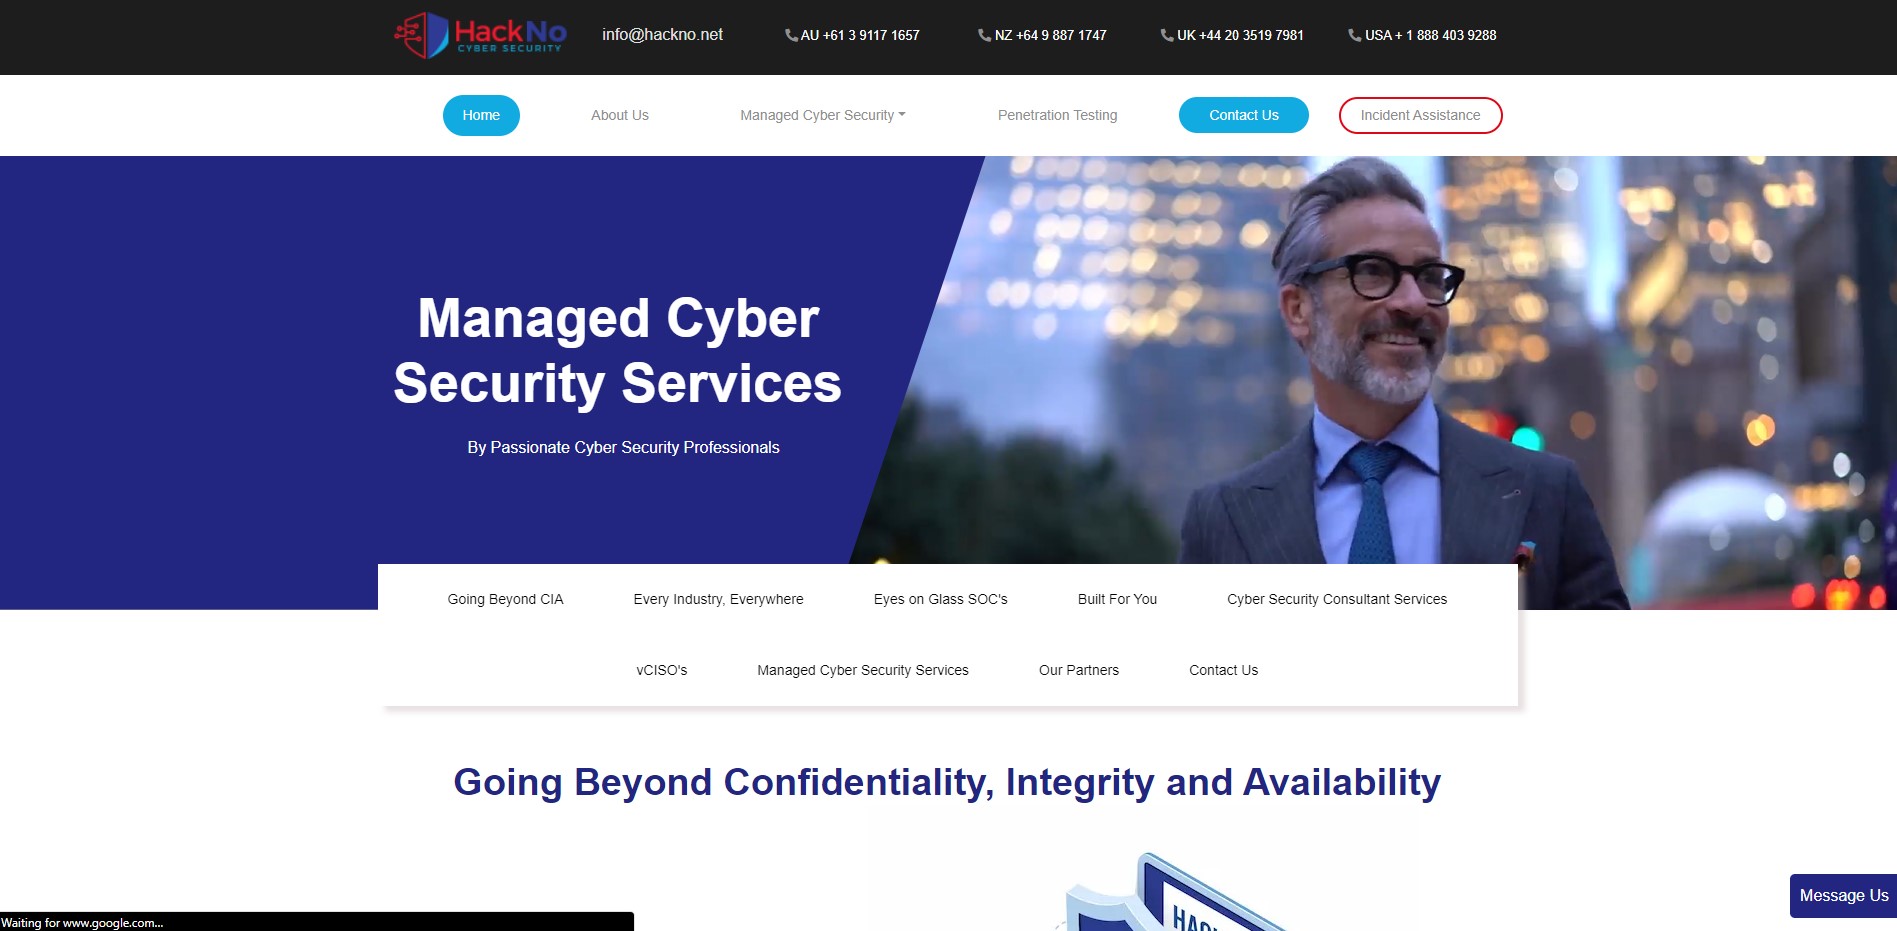 HackNo
CYBER SECURITY
info@hackno.net
AU +61 3 9117 1657
NZ +64 9 887 1747
UK +44 20 3519 7981
USA + 1 888 403 9288
Home
About Us
Managed Cyber Security
Penetration Testing
Contact Us
Incident Assistance
Managed Cyber
Security Services
By Passionate Cyber Security Professionals
Going Beyond CIA
Every Industry, Everywhere
Eyes on Glass SOC's
Built For You
Cyber Security Consultant Services
vCISO's
Managed Cyber Security Services
Our Partners
Contact Us
Going Beyond Confidentiality, Integrity and Availability
Message Us
Waiting for www.google.com...